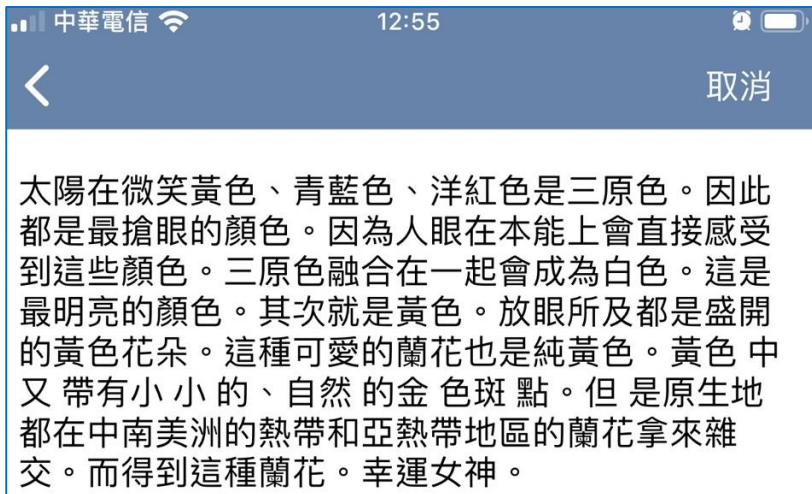 中華電信 12:55
取消
太陽在微笑黃色、青藍色、洋紅色是三原色。因此
都是最搶眼的顏色。因為人眼在本能上會直接感受
到這些顏色。三原色融合在一起會成為白色。這是
最明亮的顏色。其次就是黃色。放眼所及都是盛開
的黃色花朵。這種可愛的蘭花也是純黃色。黃色 中
又 帶有小 小 的、自然 的金 色斑 點。但 是原生地
都在中南美洲的熱帶和亞熱帶地區的蘭花拿來雜
交。而得到這種蘭花。幸運女神。